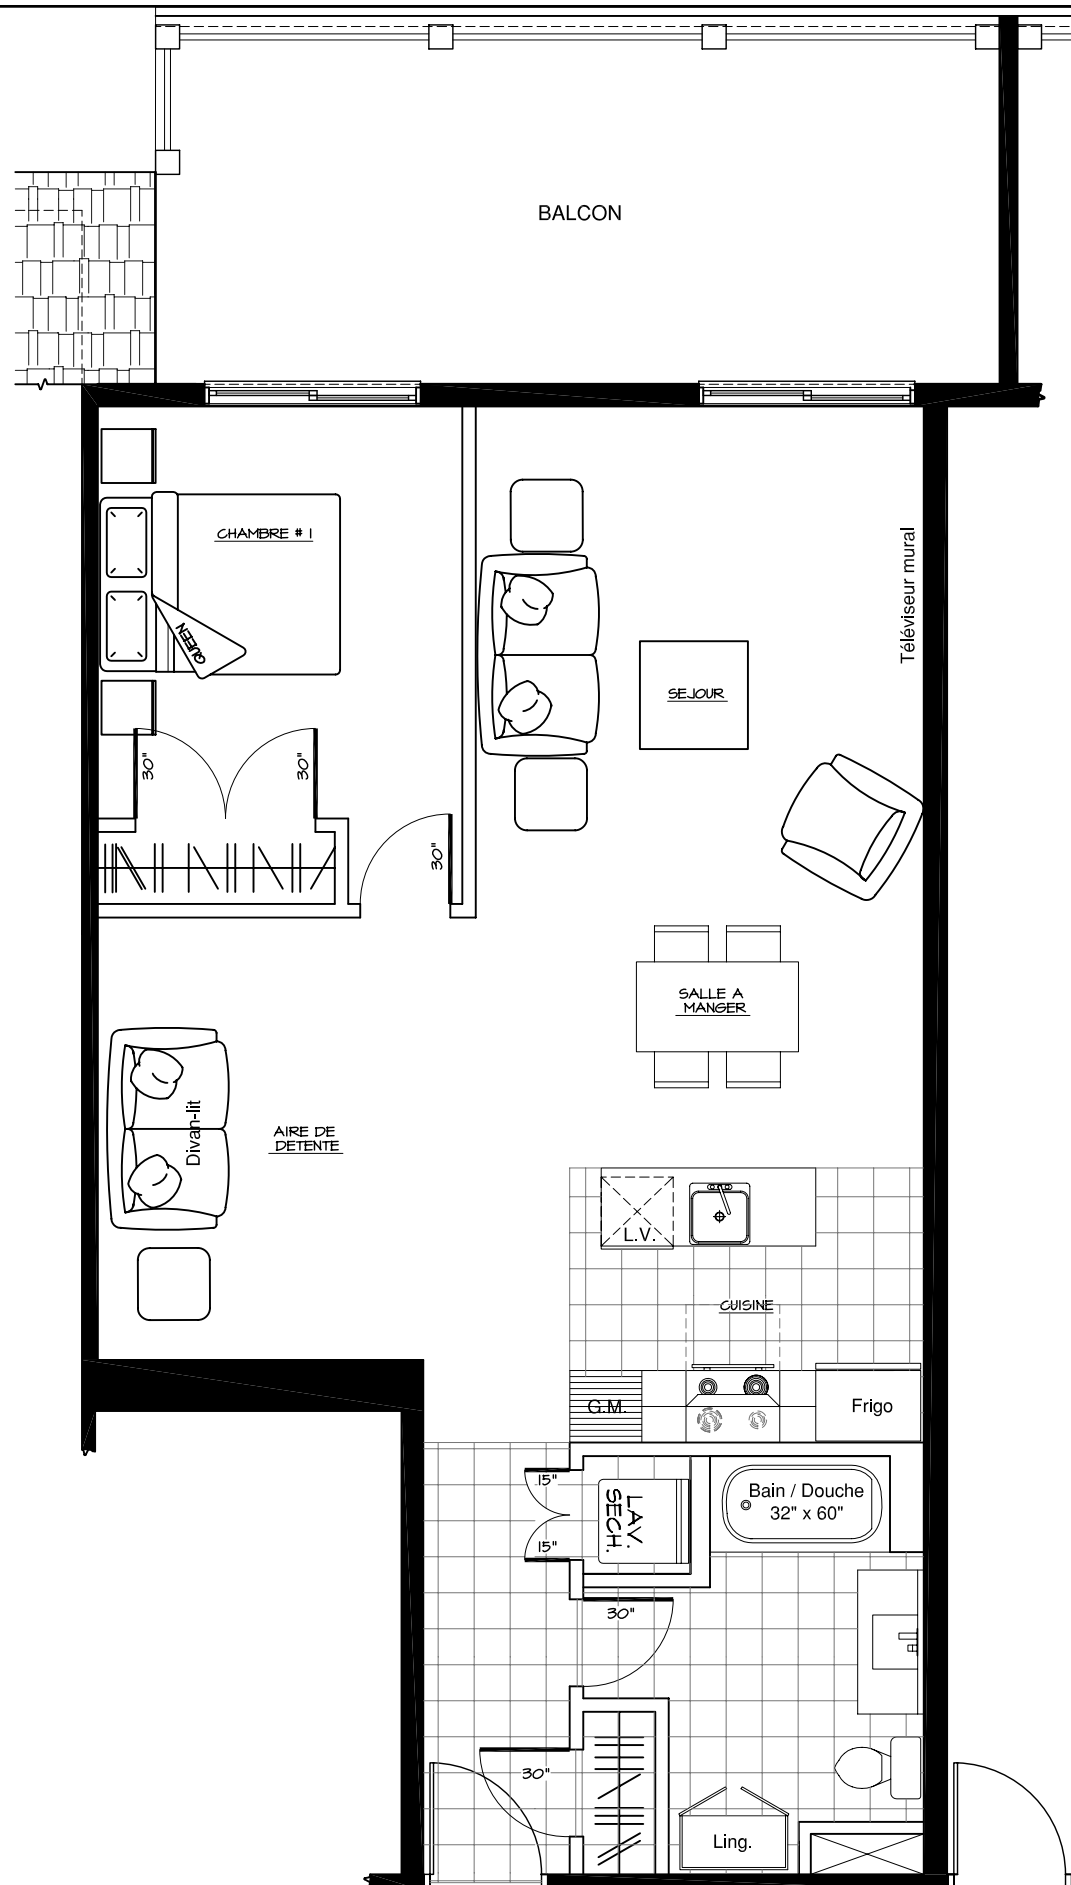 BALCON
CHAMBRE # 1
QUEEN
Téléviseur mural
SEJOUR
30"
30"
30"
SALLE A
MANGER
Divan-lit
AIRE DE
DETENTE
L.V.
CUISINE
G.M.
Frigo
15"
LAV.
SECH.
15"
Bain / Douche
32" x 60"
30"
30"
Ling.